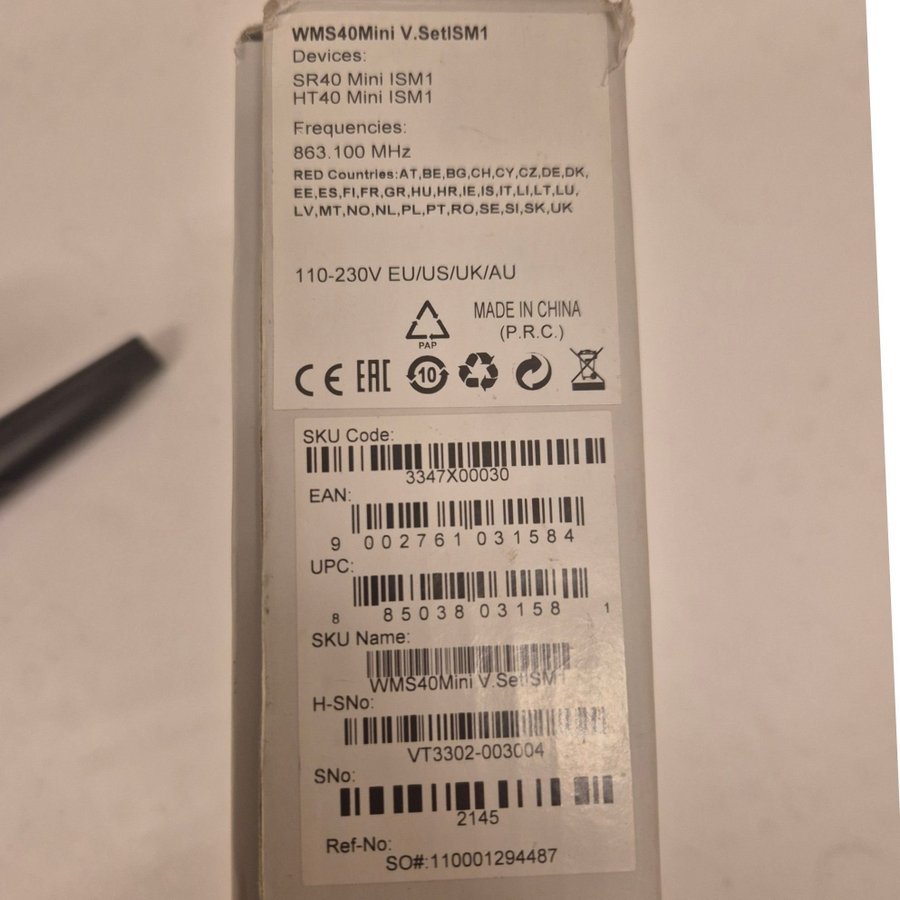 WMS40Mini V.SetISM1
Devices:
SR40 Mini ISM1
HT40 Mini ISM1
Frequencies:
863.100 MHz
RED Countries:AT,BE,BG,CH,CY,CZ,DE,DK,
EE,ES,FI,FR,GR,HU,HR,IE,IS,IT,LI,LT,LU,
LV,MT,NO,NL,PL,PT,RO,SE,SI,SK,UK
110-230V EU/US/UK/AU
MADE IN CHINA
(P.R.C.)
PAP
CE EAC 10
SKU Code:
3347X00030
EAN:
9 002761 031584
UPC:
8 85038 03158 1
SKU Name:
WMS40Mini V.SetISM1
H-SNo:
VT3302-003004
SNo:
2145
Ref-No:
SO#:110001294487